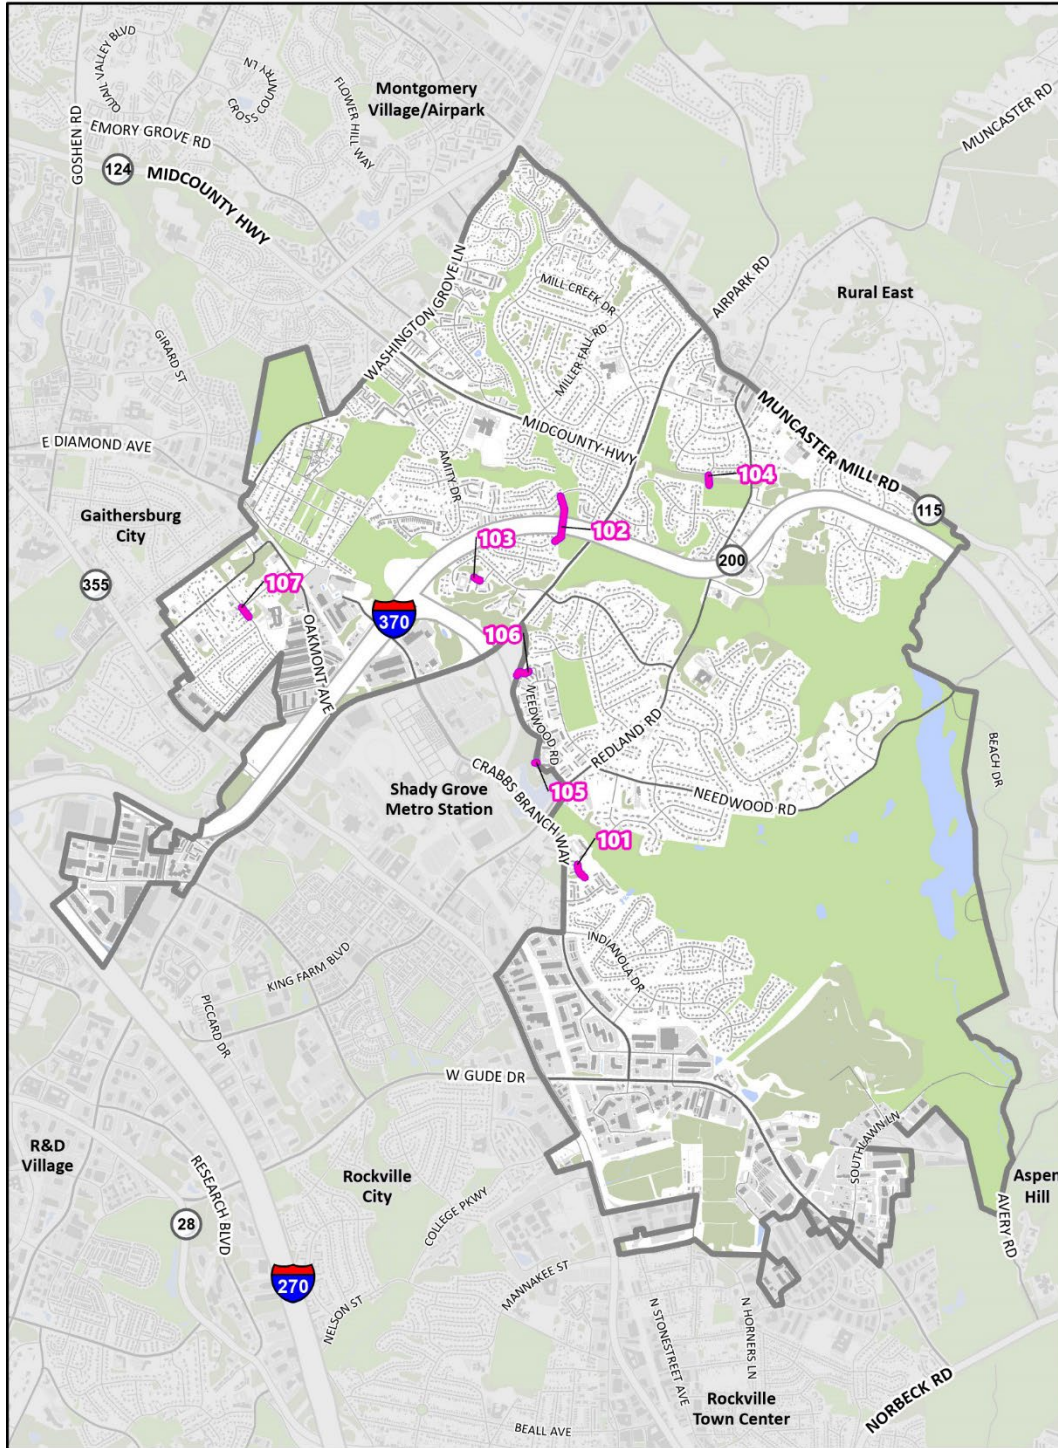 QUAIL VALLEY BLVD
CROSS COUNTRY LN
FLOWER HILL WAY
Montgomery
Village/Airpark
GOSHEN RD
EMORY GROVE RD
MUNCASTER RD
124
MIDCOUNTY HWY
WASHINGTON GROVE LN
MILL CREEK DR
AIRPARK RD
Rural East
MILLER FALL RD
GIRARD ST
MIDCOUNTY HWY
MUNCASTER MILL RD
E DIAMOND AVE
AMITY DR
104
115
Gaithersburg
City
103
102
200
355
107
370
OAKMONT AVE
106
NEEDWOOD RD
REDLAND RD
BEACH DR
Shady Grove
Metro Station
CRABBS BRANCH WAY
105
NEEDWOOD RD
101
INDIANOLA DR
KING FARM BLVD
PICCARD DR
W GUDE DR
SOUTHLAWN LN
R&D
Village
RESEARCH BLVD
Rockville
City
Aspen
Hill
COLLEGE PKWY
AVERY RD
28
270
NELSON ST
MANNAKEE ST
N STONESTREET AVE
N HORNERS LN
Rockville
Town Center
NORBECK RD
BEALL AVE